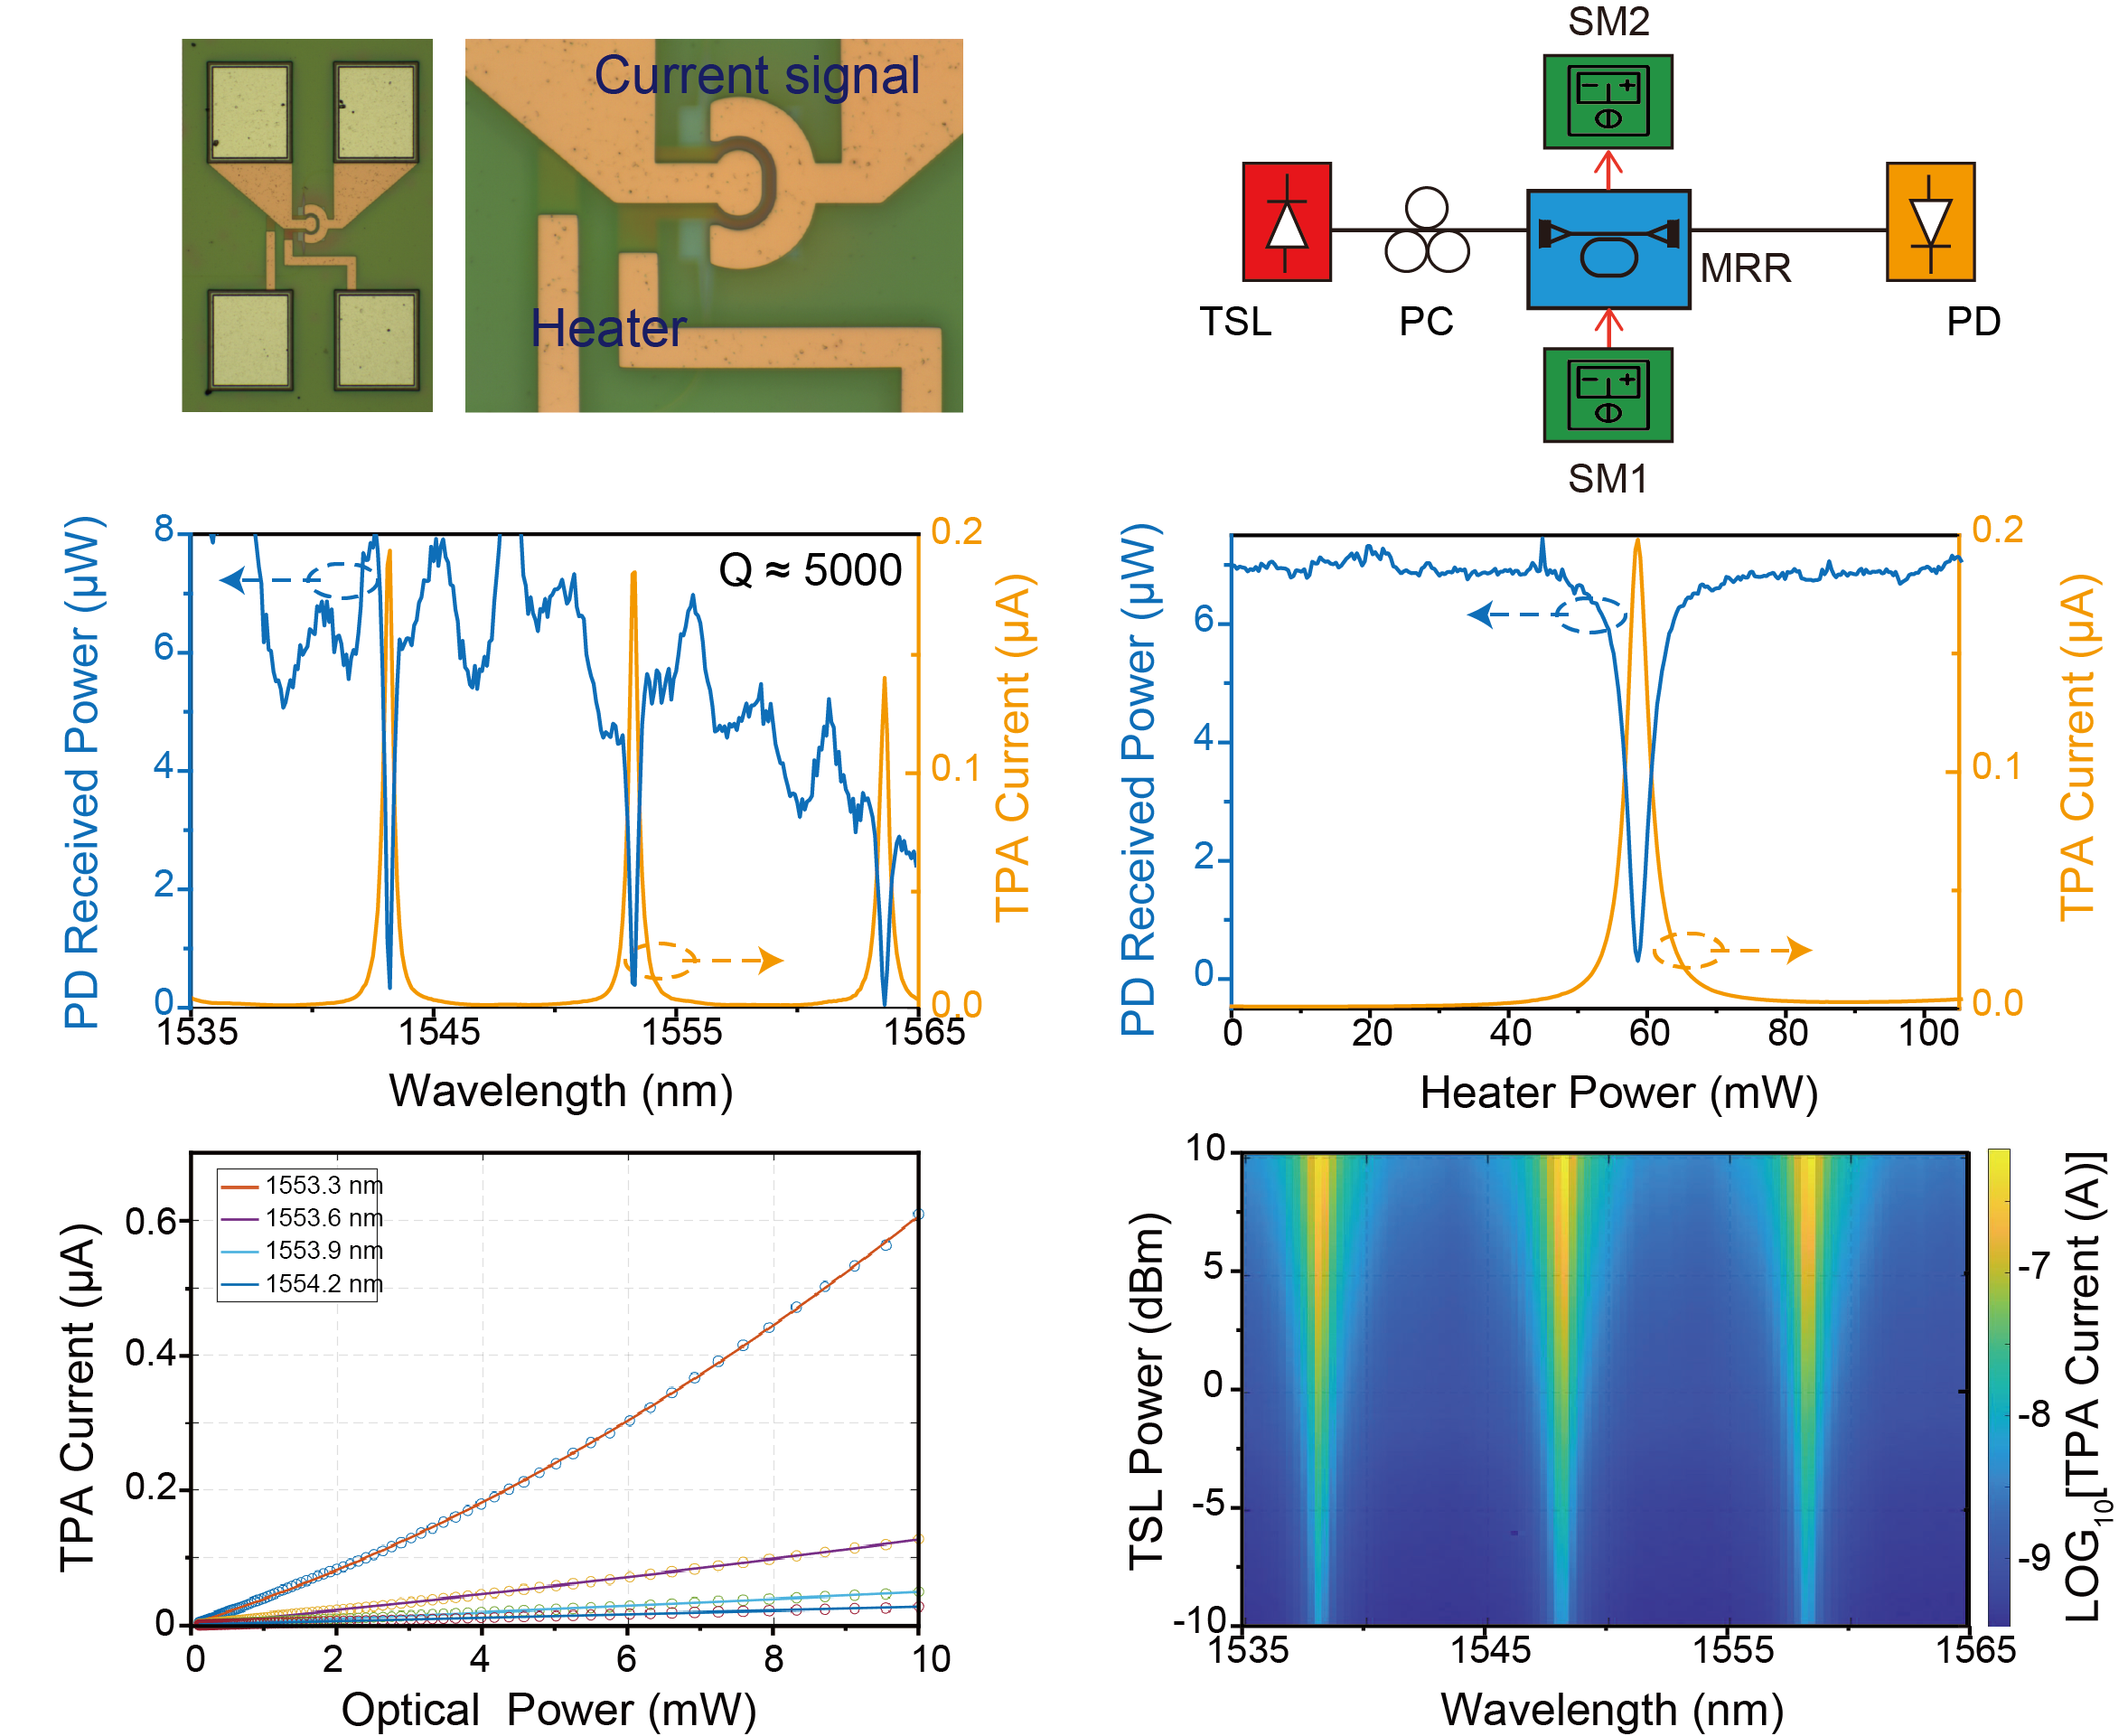 Current signal
Heater
SM2
TSL
PC
MRR
PD
SM1
PD Received Power (µW)
8
6
4
2
0
Q ≈ 5000
0.2
0.1
0.0
TPA Current (µA)
1535
1545
1555
1565
Wavelength (nm)
PD Received Power (µW)
6
4
2
0
0.2
0.1
0.0
TPA Current (µA)
0
20
40
60
80
100
Heater Power (mW)
TPA Current (µA)
0.6
0.4
0.2
0
1553.3 nm
1553.6 nm
1553.9 nm
1554.2 nm
0
2
4
6
8
10
Optical Power (mW)
TSL Power (dBm)
10
5
0
-5
-10
1535
1545
1555
1565
Wavelength (nm)
-7
-8
-9
LOG10[TPA Current (A)]